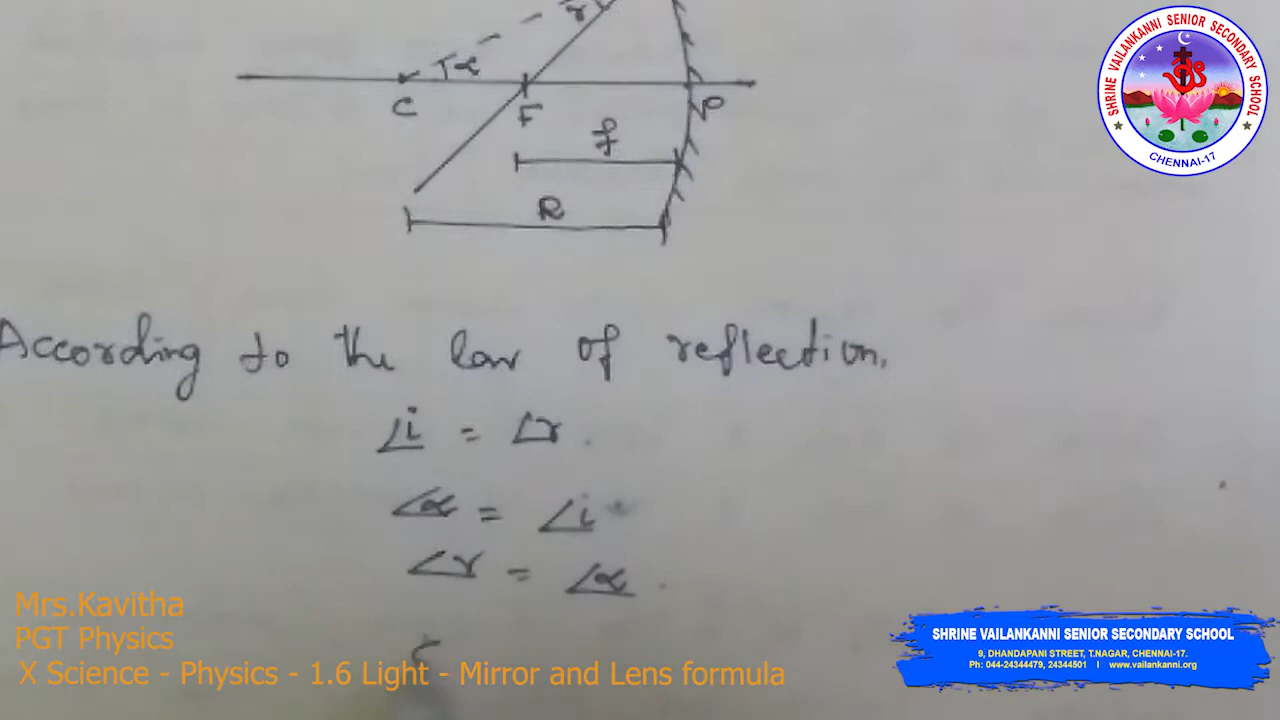 r
α
C
F
P
f
R
According to the law of reflection.
∠i = ∠r.
∠α = ∠i
∠r = ∠α.
Mrs.Kavitha
PGT Physics
X Science - Physics - 1.6 Light - Mirror and Lens formula
SHRINE VAILANKANNI SENIOR SECONDARY SCHOOL
CHENNAI-17
SHRINE VAILANKANNI SENIOR SECONDARY SCHOOL
9, DHANDAPANI STREET, T.NAGAR, CHENNAI-17.
Ph: 044-24344479, 24344501 I www.vailankanni.org